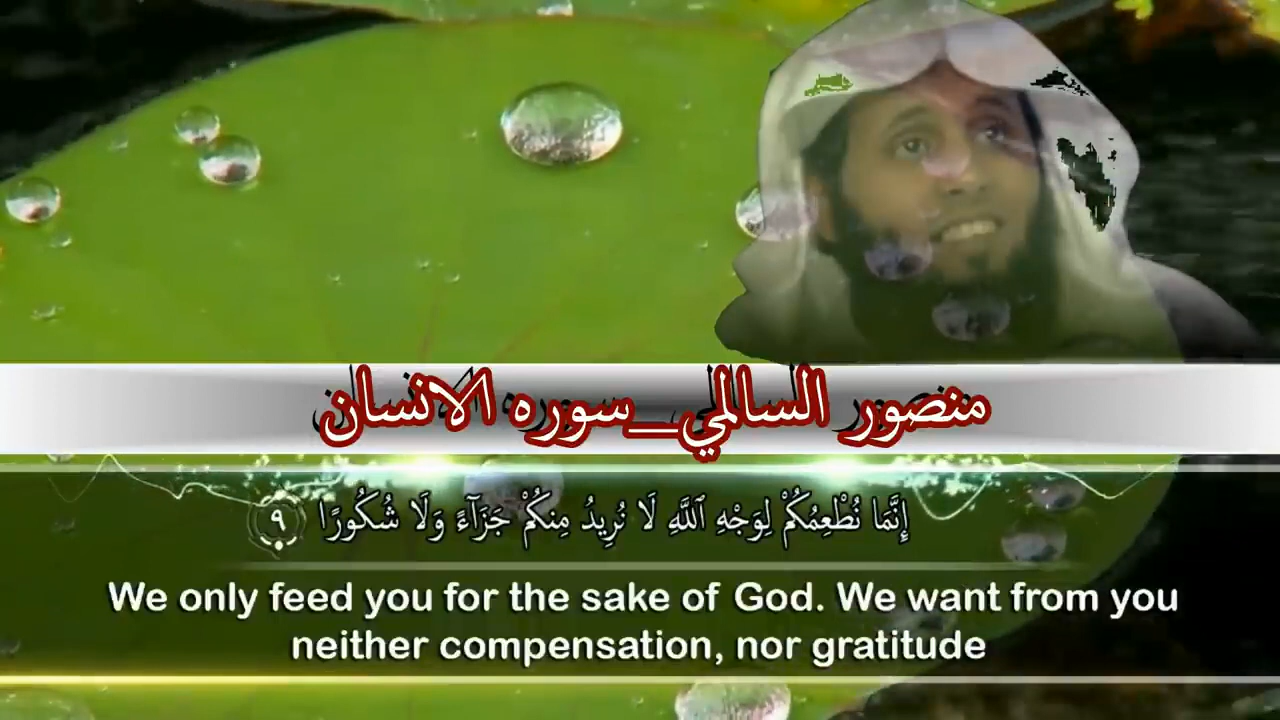 منصور السالمي_سوره الانسان
إِنَّمَا نُطْعِمُكُمْ لِوَجْهِ ٱللَّهِ لَا نُرِيدُ مِنكُمْ جَزَآءً وَلَا شُكُورًا ٩
We only feed you for the sake of God. We want from you
neither compensation, nor gratitude